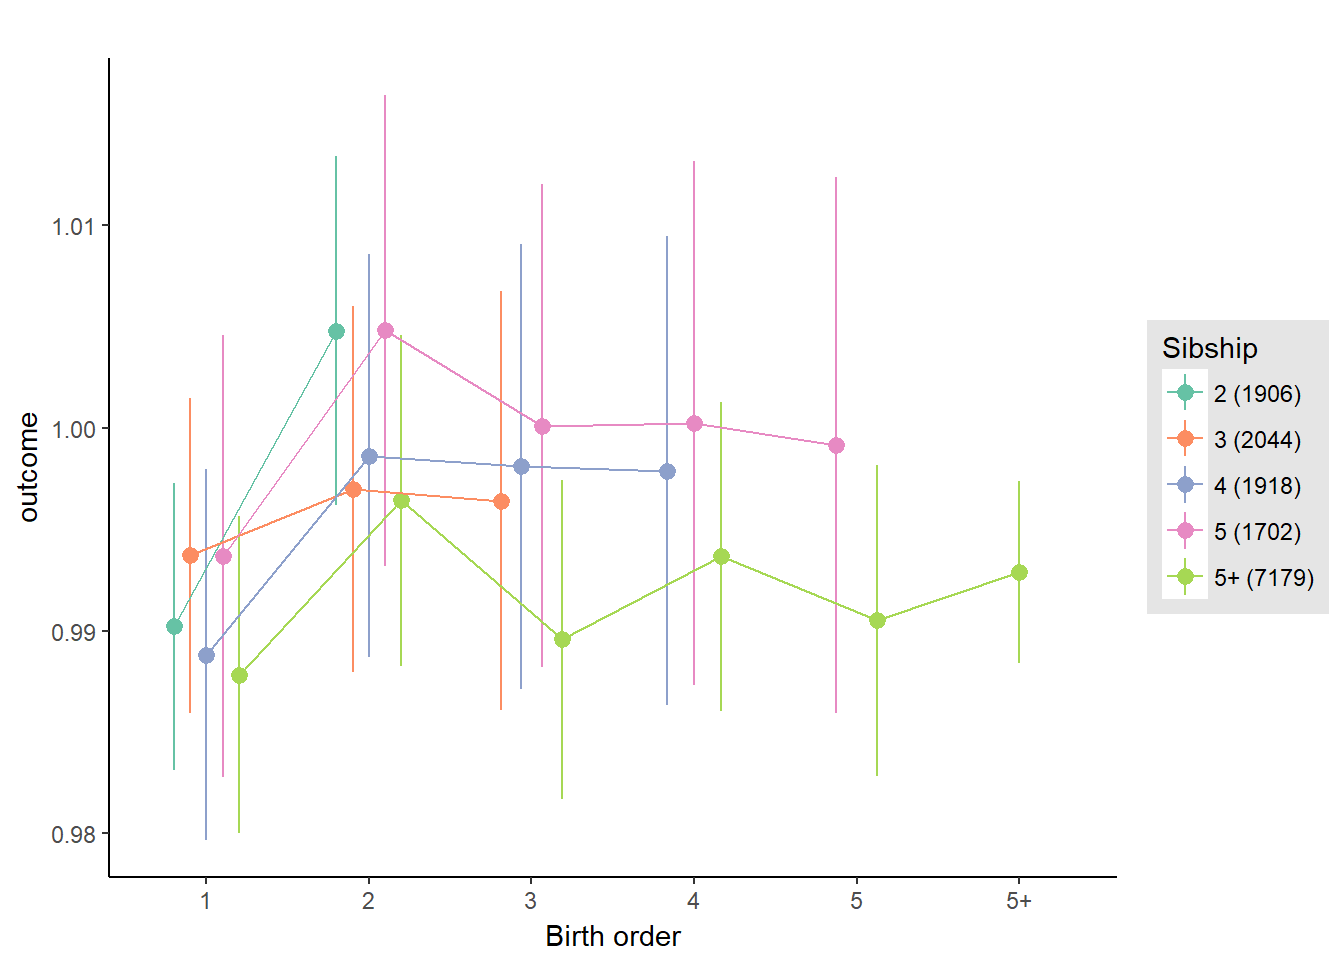 1.01
1.00
0.99
0.98
outcome
1 2 3 4 5 5+
Birth order
Sibship
2 (1906)
3 (2044)
4 (1918)
5 (1702)
5+ (7179)